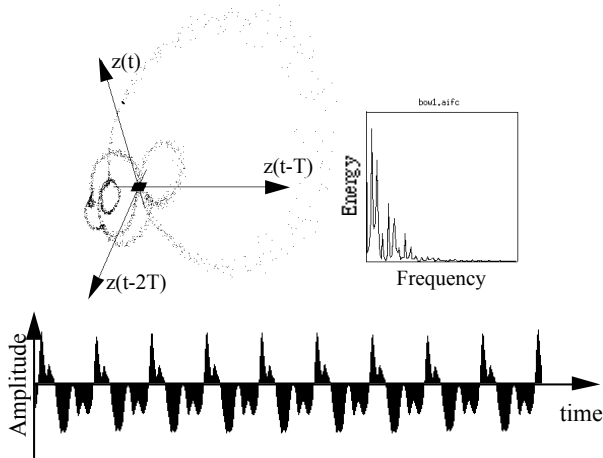 z(t)
bow1.aifc
z(t-T)
Energy
z(t-2T)
Frequency
Amplitude
time